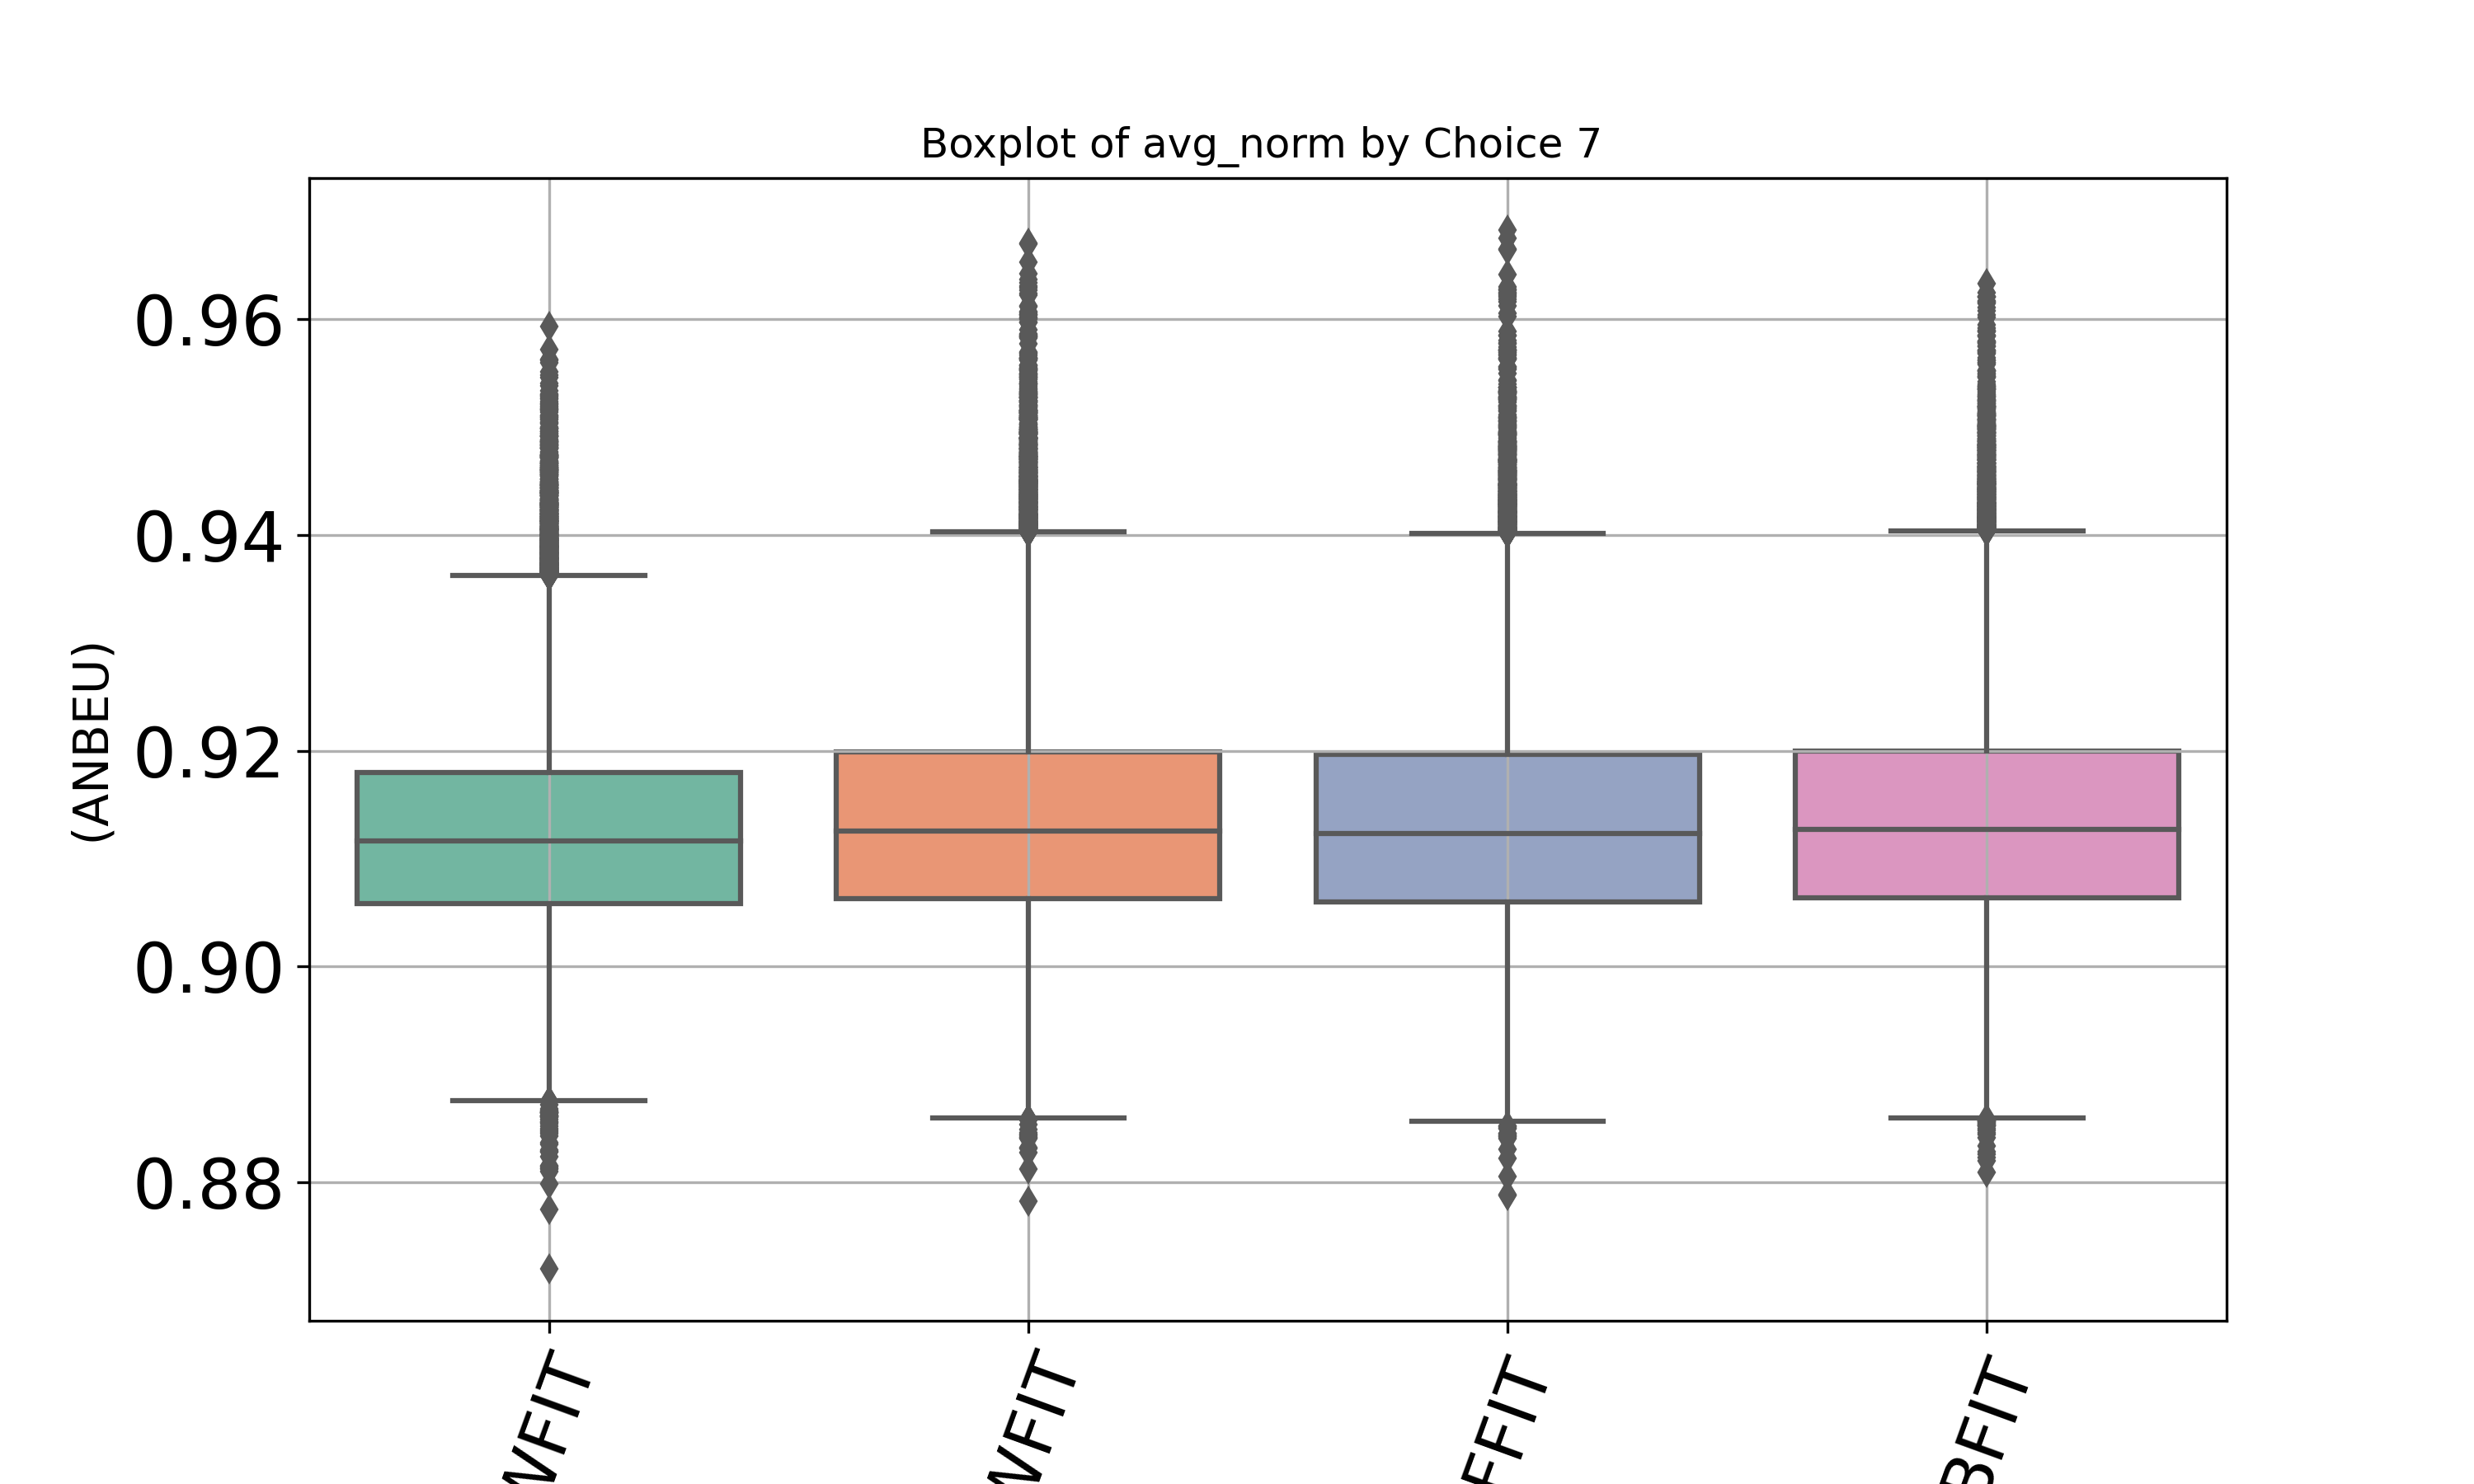 Boxplot of avg_norm by Choice 7
(ANBEU)
0.96
0.94
0.92
0.90
0.88
WFIT
WFIT
FFIT
BFIT